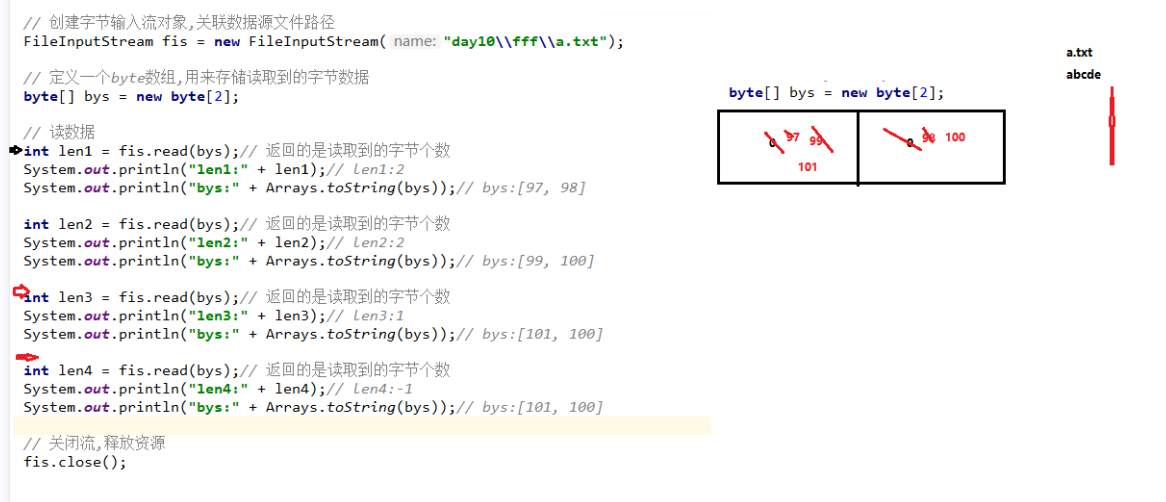 // 创建字节输入流对象,关联数据源文件路径
FileInputStream fis = new FileInputStream( name: "day10\\fff\\a.txt");
// 定义一个byte数组,用来存储读取到的字节数据
byte[] bys = new byte[2];
// 读数据
int len1 = fis.read(bys);// 返回的是读取到的字节个数
System.out.println("len1:" + len1);// len1:2
System.out.println("bys:" + Arrays.toString(bys));// bys:[97, 98]
int len2 = fis.read(bys);// 返回的是读取到的字节个数
System.out.println("len2:" + len2);// len2:2
System.out.println("bys:" + Arrays.toString(bys));// bys:[99, 100]
int len3 = fis.read(bys);// 返回的是读取到的字节个数
System.out.println("len3:" + len3);// len3:1
System.out.println("bys:" + Arrays.toString(bys));// bys:[101, 100]
int len4 = fis.read(bys);// 返回的是读取到的字节个数
System.out.println("len4:" + len4);// len4:-1
System.out.println("bys:" + Arrays.toString(bys));// bys:[101, 100]
// 关闭流,释放资源
fis.close();
byte[] bys = new byte[2];
0 97 99
101
0 98 100
a.txt
abcde